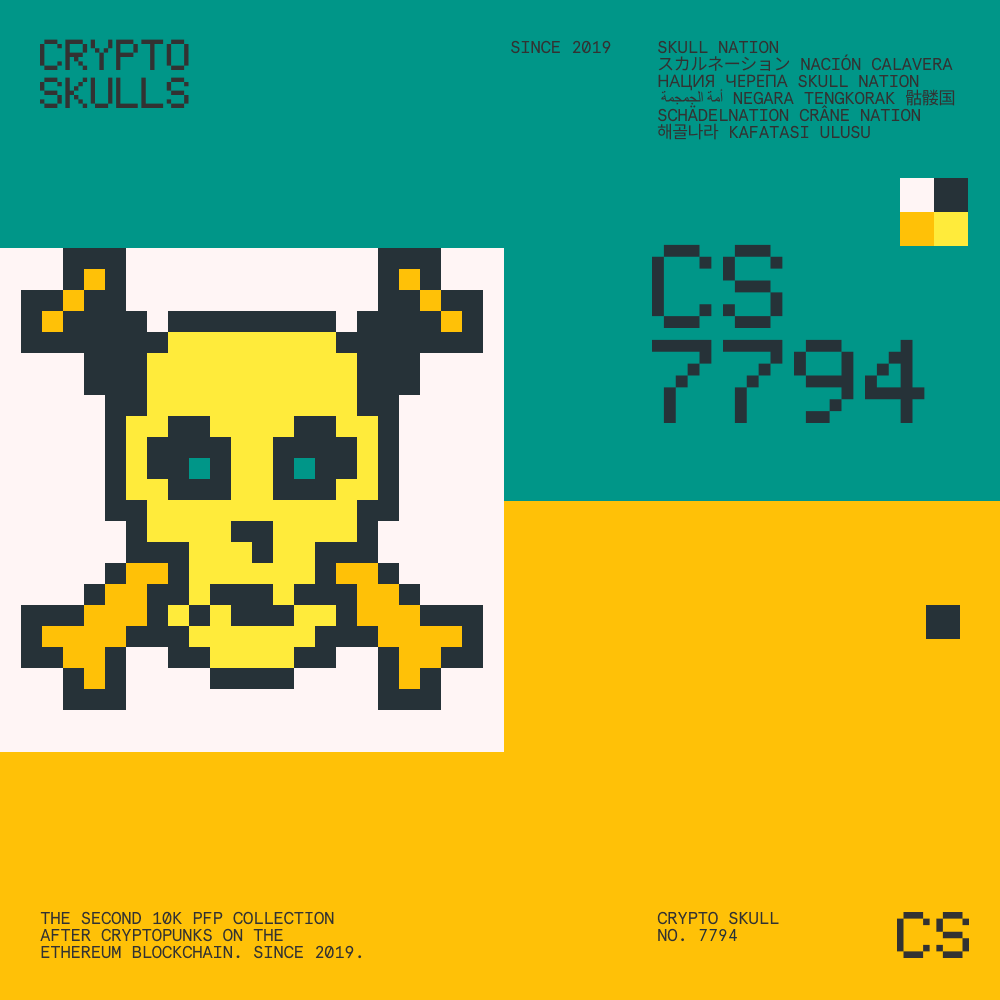 CRYPTO
SKULLS
SINCE 2019
SKULL NATION
スカルネーション NACIÓN CALAVERA
НАЦИЯ ЧЕРЕПА SKULL NATION
أمة الجمجمة NEGARA TENGKORAK 骷髅国
SCHÄDELNATION CRÂNE NATION
해골나라 KAFATASI ULUSU
CS
7794
THE SECOND 10K PFP COLLECTION
AFTER CRYPTOPUNKS ON THE
ETHEREUM BLOCKCHAIN. SINCE 2019.
CRYPTO SKULL
NO. 7794
CS